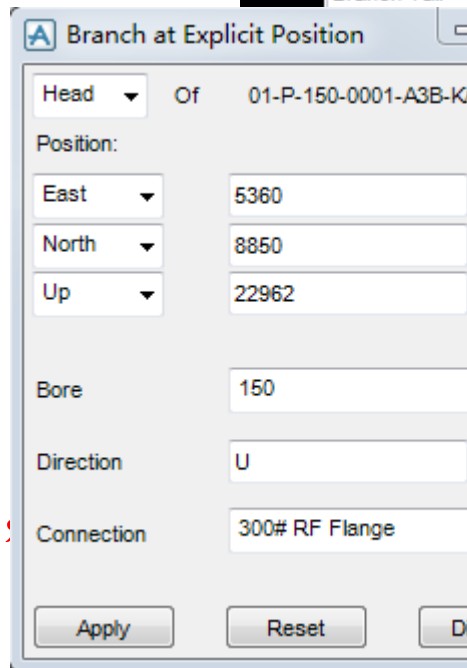 Branch at Explicit Position
Head Of 01-P-150-0001-A3B-K
Position:
East 5360
North 8850
Up 22962
Bore 150
Direction U
Connection 300# RF Flange
Apply Reset D